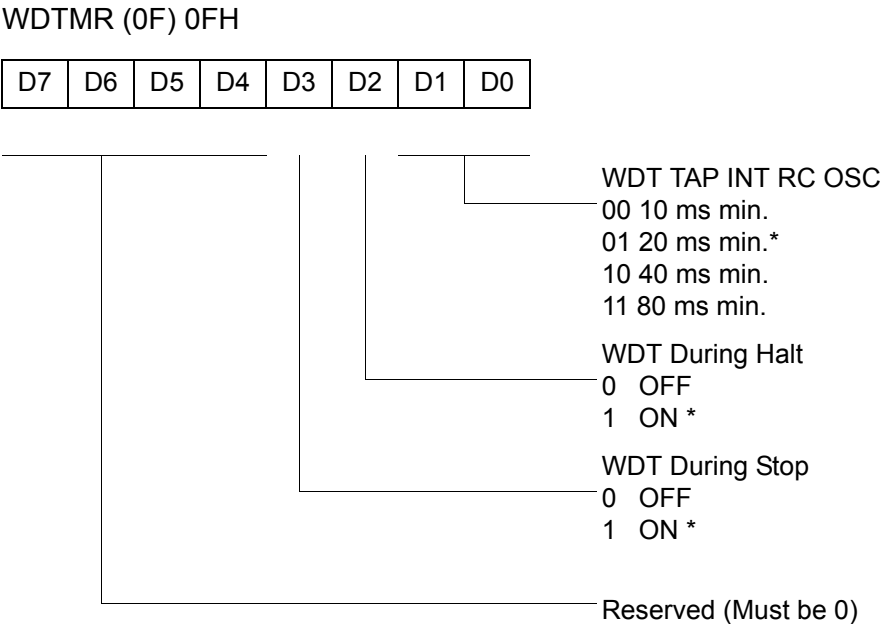 WDTMR (0F) 0FH
D7 D6 D5 D4 D3 D2 D1 D0
WDT TAP INT RC OSC
00 10 ms min.
01 20 ms min.*
10 40 ms min.
11 80 ms min.
WDT During Halt
0 OFF
1 ON *
WDT During Stop
0 OFF
1 ON *
Reserved (Must be 0)